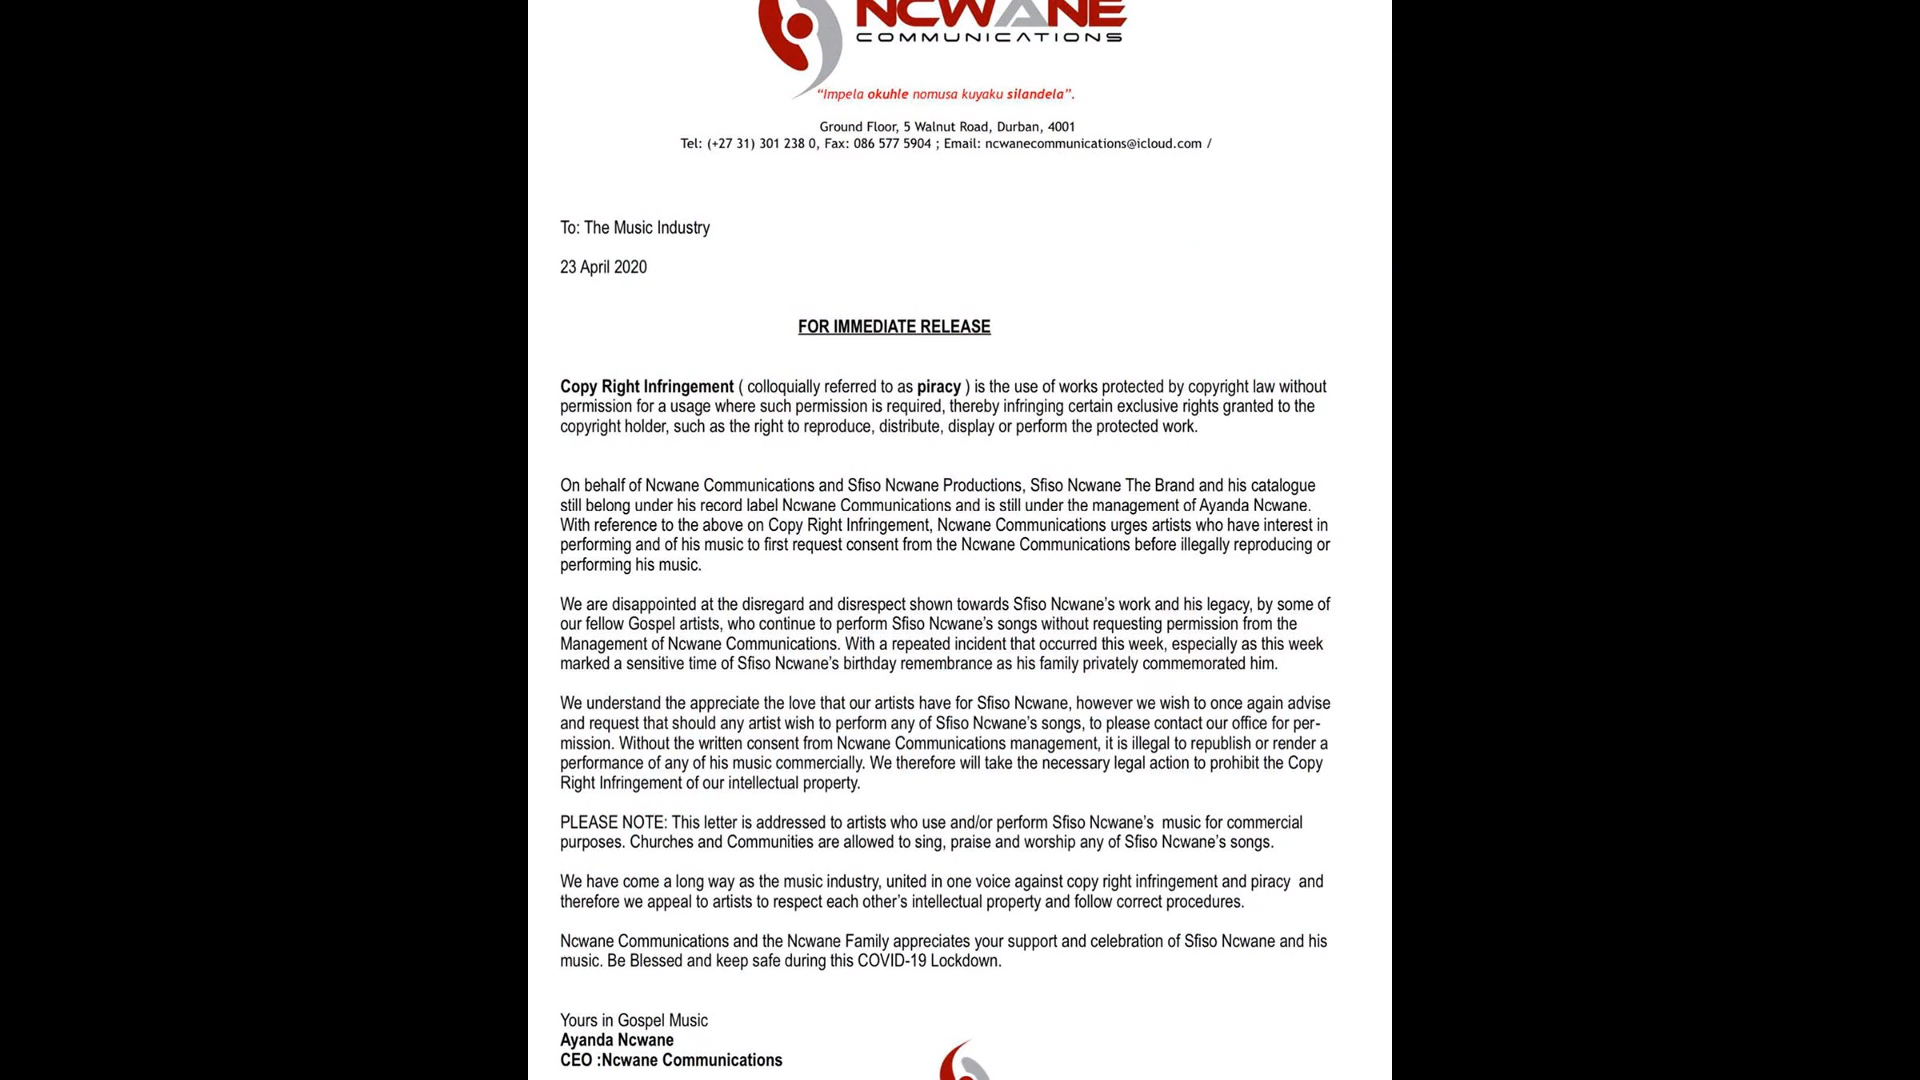 NCWANE
COMMUNICATIONS
“Impela okuhle nomusa kuyaku silandela”.
Ground Floor, 5 Walnut Road, Durban, 4001
Tel: (+27 31) 301 238 0, Fax: 086 577 5904 ; Email: ncwanecommunications@icloud.com /
To: The Music Industry
23 April 2020
FOR IMMEDIATE RELEASE
Copy Right Infringement ( colloquially referred to as piracy ) is the use of works protected by copyright law without
permission for a usage where such permission is required, thereby infringing certain exclusive rights granted to the
copyright holder, such as the right to reproduce, distribute, display or perform the protected work.
On behalf of Ncwane Communications and Sfiso Ncwane Productions, Sfiso Ncwane The Brand and his catalogue
still belong under his record label Ncwane Communications and is still under the management of Ayanda Ncwane.
With reference to the above on Copy Right Infringement, Ncwane Communications urges artists who have interest in
performing and of his music to first request consent from the Ncwane Communications before illegally reproducing or
performing his music.
We are disappointed at the disregard and disrespect shown towards Sfiso Ncwane’s work and his legacy, by some of
our fellow Gospel artists, who continue to perform Sfiso Ncwane’s songs without requesting permission from the
Management of Ncwane Communications. With a repeated incident that occurred this week, especially as this week
marked a sensitive time of Sfiso Ncwane’s birthday remembrance as his family privately commemorated him.
We understand the appreciate the love that our artists have for Sfiso Ncwane, however we wish to once again advise
and request that should any artist wish to perform any of Sfiso Ncwane’s songs, to please contact our office for per-
mission. Without the written consent from Ncwane Communications management, it is illegal to republish or render a
performance of any of his music commercially. We therefore will take the necessary legal action to prohibit the Copy
Right Infringement of our intellectual property.
PLEASE NOTE: This letter is addressed to artists who use and/or perform Sfiso Ncwane’s  music for commercial
purposes. Churches and Communities are allowed to sing, praise and worship any of Sfiso Ncwane’s songs.
We have come a long way as the music industry, united in one voice against copy right infringement and piracy  and
therefore we appeal to artists to respect each other’s intellectual property and follow correct procedures.
Ncwane Communications and the Ncwane Family appreciates your support and celebration of Sfiso Ncwane and his
music. Be Blessed and keep safe during this COVID-19 Lockdown.
Yours in Gospel Music
Ayanda Ncwane
CEO :Ncwane Communications